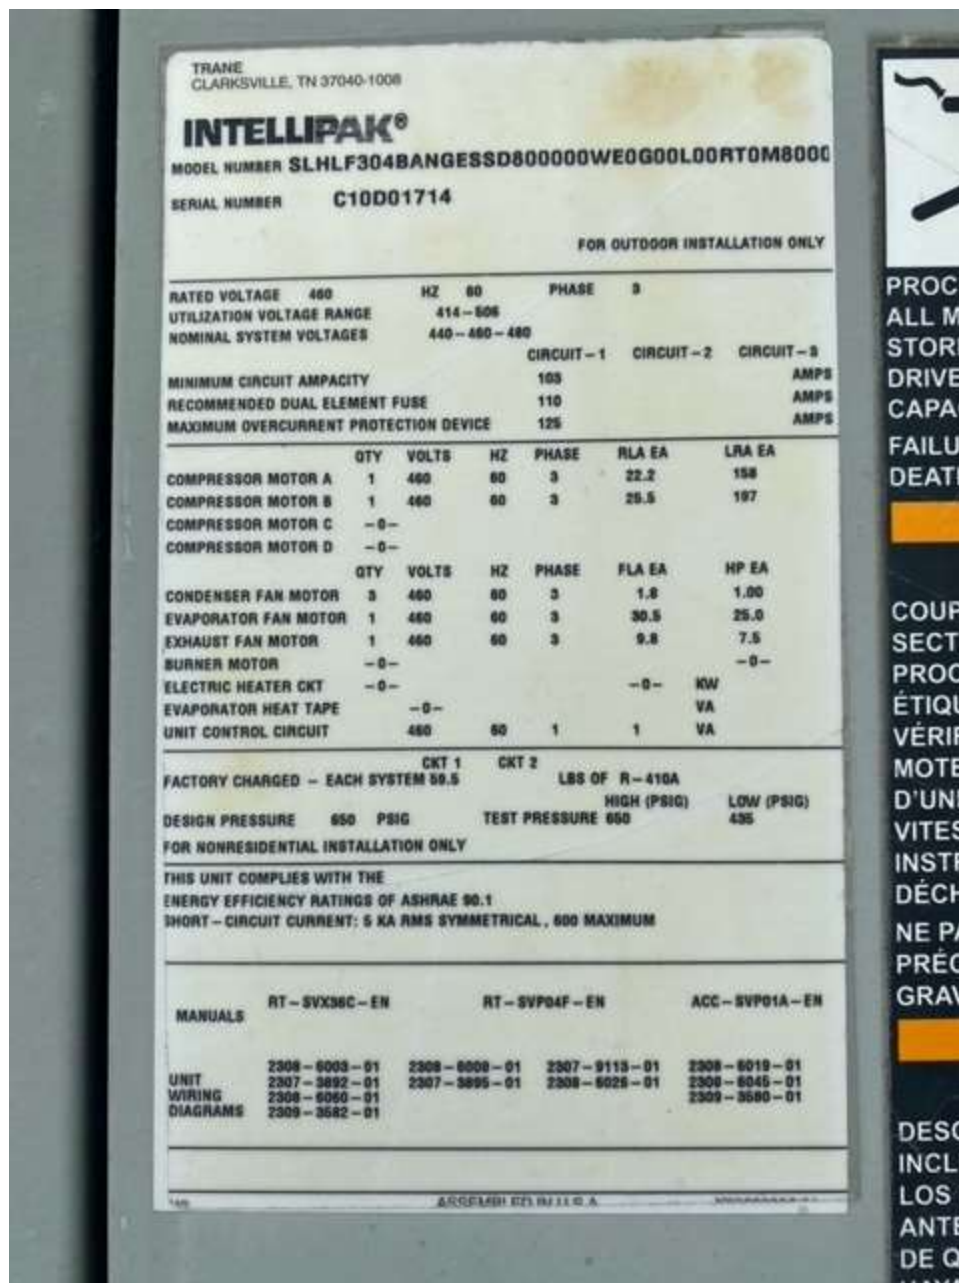 TRANE
CLARKSVILLE, TN 37040-1008
INTELLIPAK®
MODEL NUMBER SLHLF304BANGESSD800000WE0G00L00RT0M8000
SERIAL NUMBER C10D01714
FOR OUTDOOR INSTALLATION ONLY
RATED VOLTAGE 460 HZ 60 PHASE 3
UTILIZATION VOLTAGE RANGE 414-506
NOMINAL SYSTEM VOLTAGES 440-460-480
CIRCUIT-1 CIRCUIT-2 CIRCUIT-3
MINIMUM CIRCUIT AMPACITY 103 AMPS
RECOMMENDED DUAL ELEMENT FUSE 110 AMPS
MAXIMUM OVERCURRENT PROTECTION DEVICE 125 AMPS
QTY VOLTS HZ PHASE RLA EA LRA EA
COMPRESSOR MOTOR A 1 460 60 3 22.2 158
COMPRESSOR MOTOR B 1 460 60 3 25.5 197
COMPRESSOR MOTOR C -0-
COMPRESSOR MOTOR D -0-
QTY VOLTS HZ PHASE FLA EA HP EA
CONDENSER FAN MOTOR 3 460 60 3 1.8 1.00
EVAPORATOR FAN MOTOR 1 460 60 3 30.5 25.0
EXHAUST FAN MOTOR 1 460 60 3 9.8 7.5
BURNER MOTOR -0- -0-
ELECTRIC HEATER CKT -0- -0- KW
EVAPORATOR HEAT TAPE -0- VA
UNIT CONTROL CIRCUIT 460 60 1 1 VA
CKT 1 CKT 2
FACTORY CHARGED - EACH SYSTEM 59.5 LBS OF R-410A
HIGH (PSIG) LOW (PSIG)
DESIGN PRESSURE 650 PSIG TEST PRESSURE 650 435
FOR NONRESIDENTIAL INSTALLATION ONLY
THIS UNIT COMPLIES WITH THE
ENERGY EFFICIENCY RATINGS OF ASHRAE 90.1
SHORT-CIRCUIT CURRENT: 5 KA RMS SYMMETRICAL, 600 MAXIMUM
MANUALS RT-SVX36C-EN RT-SVP04F-EN ACC-SVP01A-EN
UNIT WIRING DIAGRAMS
2308-6003-01 2308-6009-01 2307-9113-01 2308-6019-01
2307-3892-01 2307-3895-01 2308-6026-01 2308-6045-01
2308-6060-01 2309-3580-01
2309-3582-01
ASSEMBLED IN U.S.A.
PROC
ALL M
STOR
DRIVE
CAPA
FAILU
DEAT
COUP
SECT
PROC
ÉTIQU
VÉRIF
MOTE
D'UN
VITES
INST
DÉCH
NE PA
PRÉC
GRAV
DESC
INCL
LOS
ANTE
DE Q